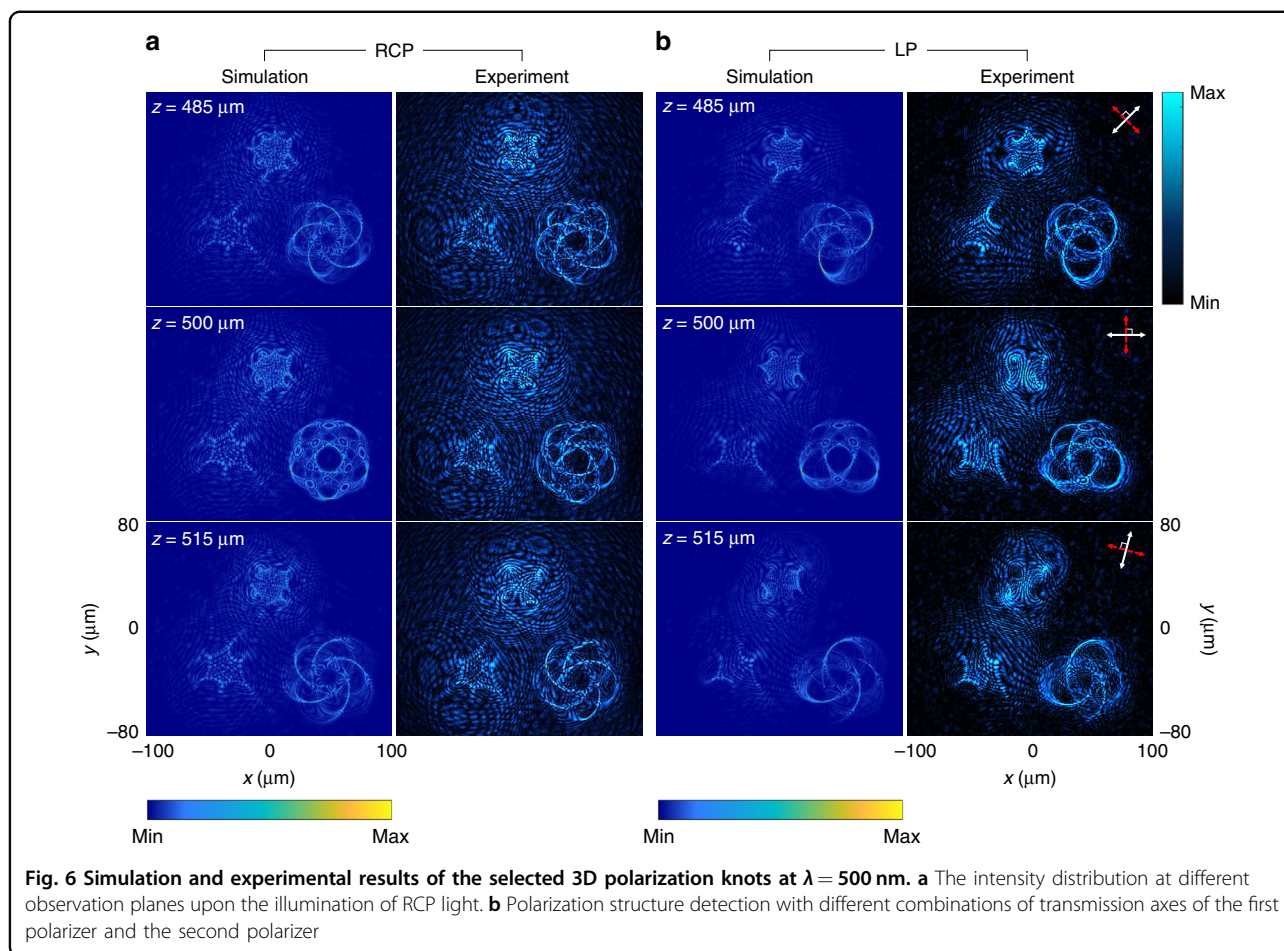 a
b
RCP
LP
Simulation
Experiment
Simulation
Experiment
z = 485 μm
z = 485 μm
Max
Min
z = 500 μm
z = 500 μm
80
z = 515 μm
z = 515 μm
80
y (μm)
0
0
y (μm)
–80
–80
–100
0
100
–100
0
100
x (μm)
x (μm)
Min
Max
Min
Max
Fig. 6 Simulation and experimental results of the selected 3D polarization knots at λ = 500 nm. a The intensity distribution at different
observation planes upon the illumination of RCP light. b Polarization structure detection with different combinations of transmission axes of the first
polarizer and the second polarizer